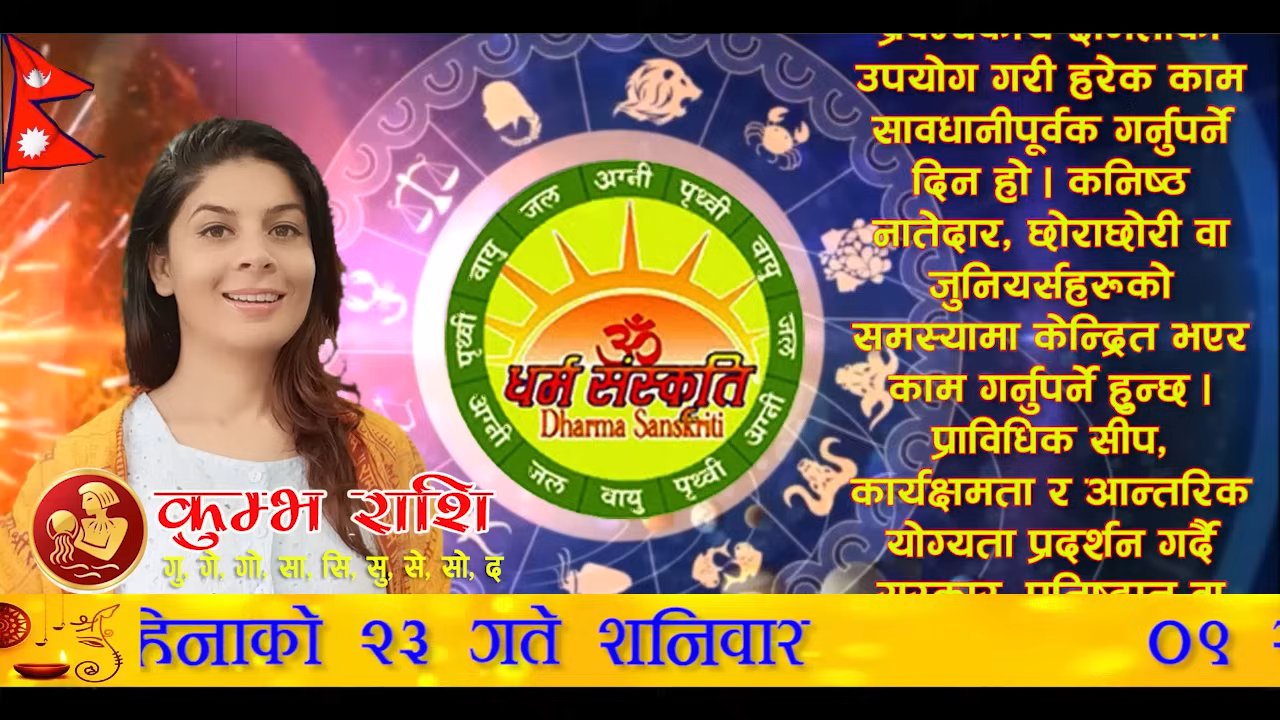 उपयोग गरी हरेक काम
सावधानीपूर्वक गर्नुपर्ने
दिन हो । कनिष्ठ
नातेदार, छोराछोरी वा
जुनियर्सहरूको
समस्यामा केन्द्रित भएर
काम गर्नुपर्ने हुन्छ ।
प्राविधिक सीप,
कार्यक्षमता र आन्तरिक
योग्यता प्रदर्शन गर्दै
अग्नी पृथ्वी वायु जल अग्नी पृथ्वी वायु जल अग्नी पृथ्वी वायु जल
ॐ
धर्म संस्कृति
Dharma Sanskriti
कुम्भ राशि
गु, गे, गो, सा, सि, सु, से, सो, द्
श्री
हिनाको २३ गते शनिवार ०९